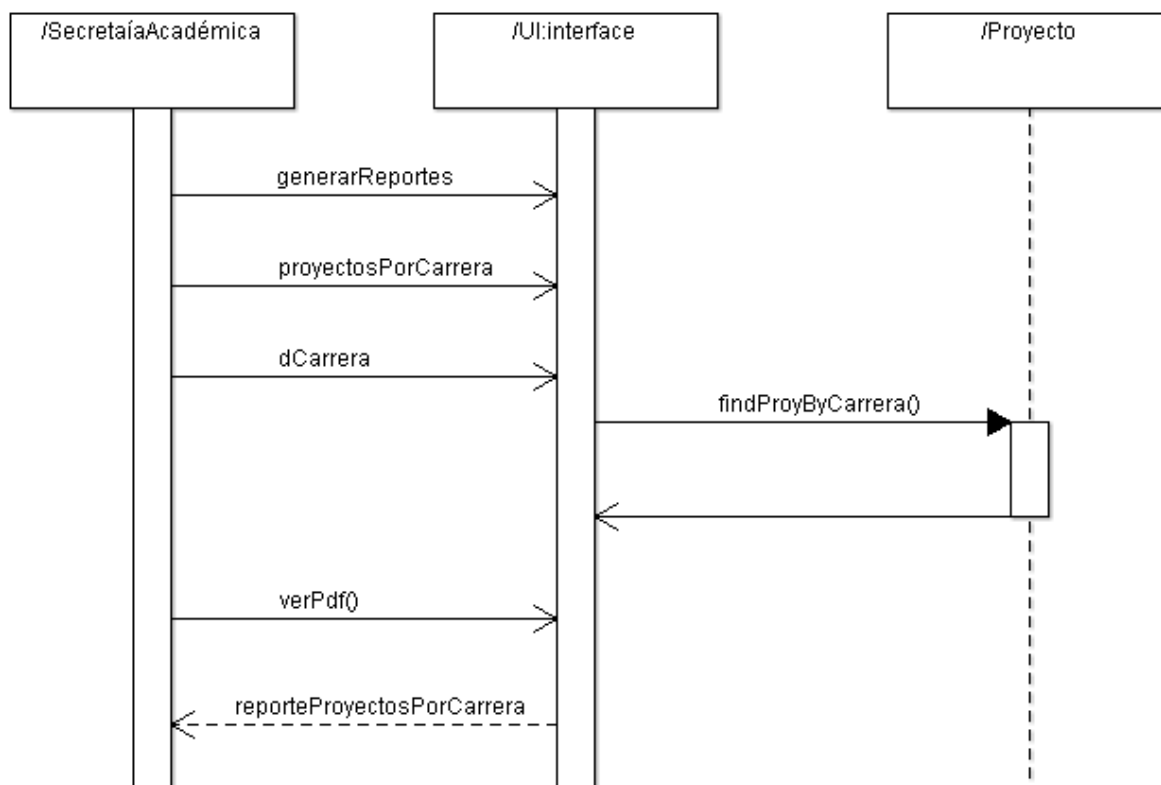 /SecretaíaAcadémica
/UI:interface
/Proyecto
generarReportes
proyectosPorCarrera
dCarrera
findProyByCarrera()
verPdf()
reporteProyectosPorCarrera